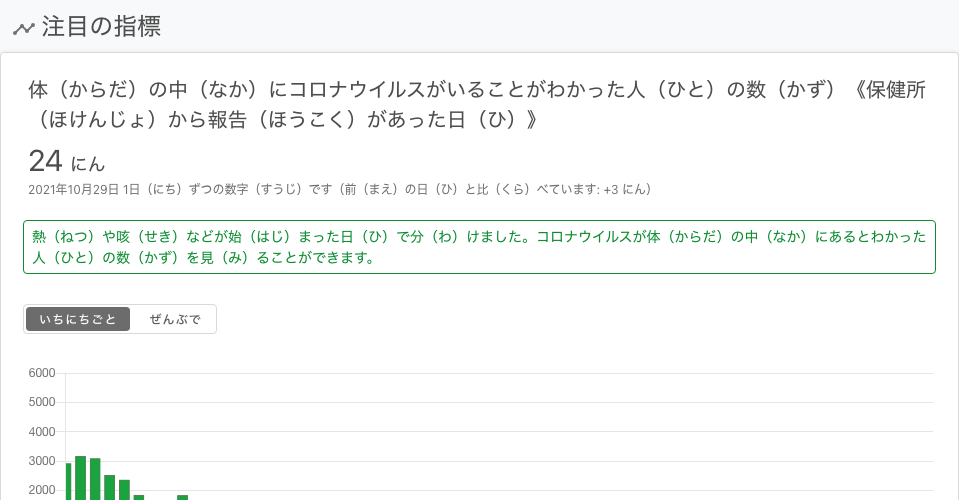 注目の指標
体（からだ）の中（なか）にコロナウイルスがいることがわかった人（ひと）の数（かず）《保健所
（ほけんじょ）から報告（ほうこく）があった日（ひ）》
24 にん
2021年10月29日 1日（にち）ずつの数字（すうじ）です（前（まえ）の日（ひ）と比（くら）べています: +3 にん）
熱（ねつ）や咳（せき）などが始（はじ）まった日（ひ）で分（わ）けました。コロナウイルスが体（からだ）の中（なか）にあるとわかった
人（ひと）の数（かず）を見（み）ることができます。
いちにちごと ぜんぶで
6000
5000
4000
3000
2000